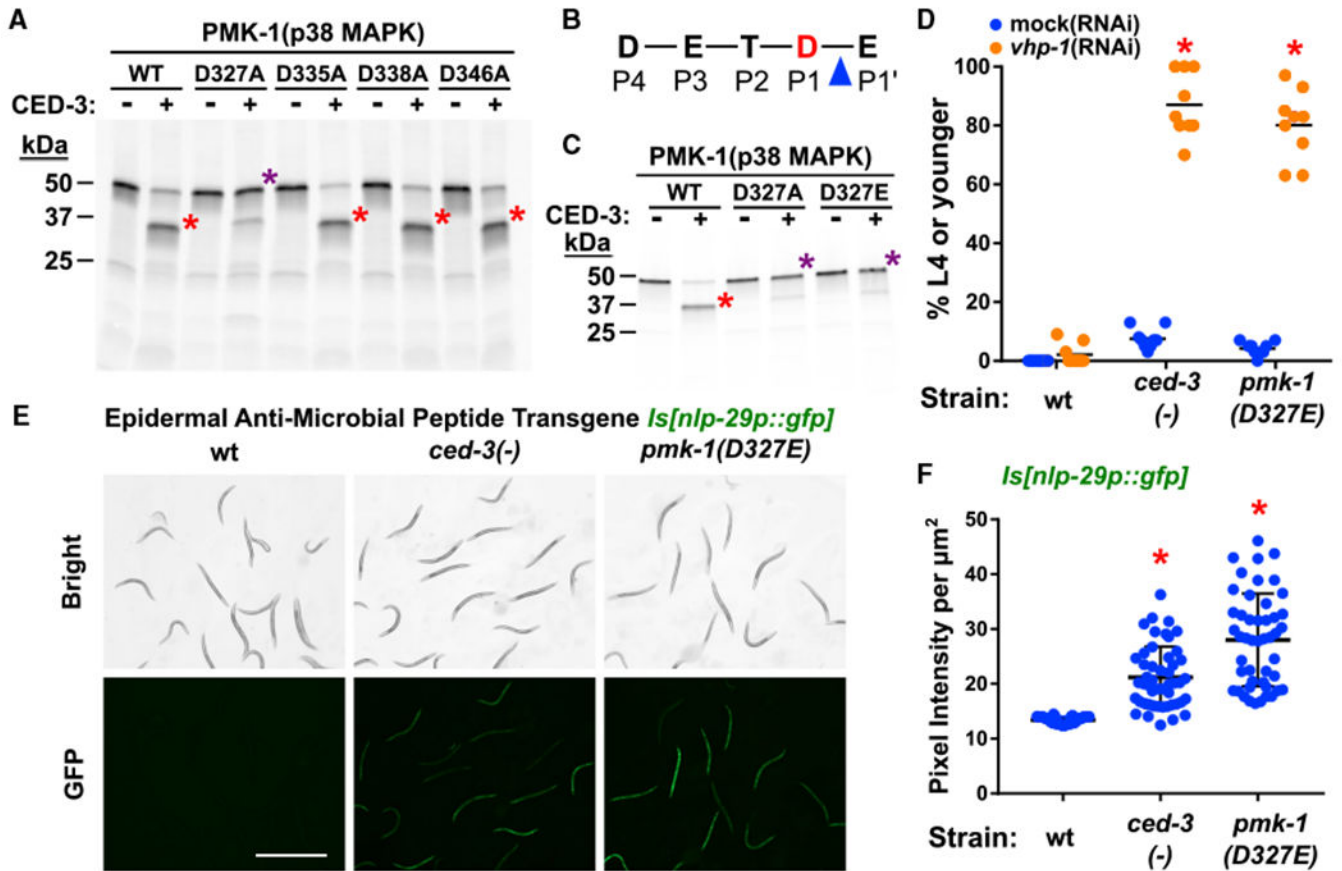 A
PMK-1(p38 MAPK)
WT D327A D335A D338A D346A
CED-3: - + - + - + - + - +
kDa
50
37
25
*
*
*
*
*
B
D—E—T—D—E
P4 P3 P2 P1 P1'
C
PMK-1(p38 MAPK)
WT D327A D327E
CED-3: - + - + - +
kDa
50
37
25
*
*
*
D
mock(RNAi)
vhp-1(RNAi)
% L4 or younger
100
80
60
40
20
0
*
*
Strain: wt ced-3 (-) pmk-1 (D327E)
E
Epidermal Anti-Microbial Peptide Transgene Is[nlp-29p::gfp]
wt ced-3(-) pmk-1(D327E)
Bright
GFP
F
Is[nlp-29p::gfp]
Pixel Intensity per µm²
50
40
30
20
10
0
*
*
Strain: wt ced-3 (-) pmk-1 (D327E)